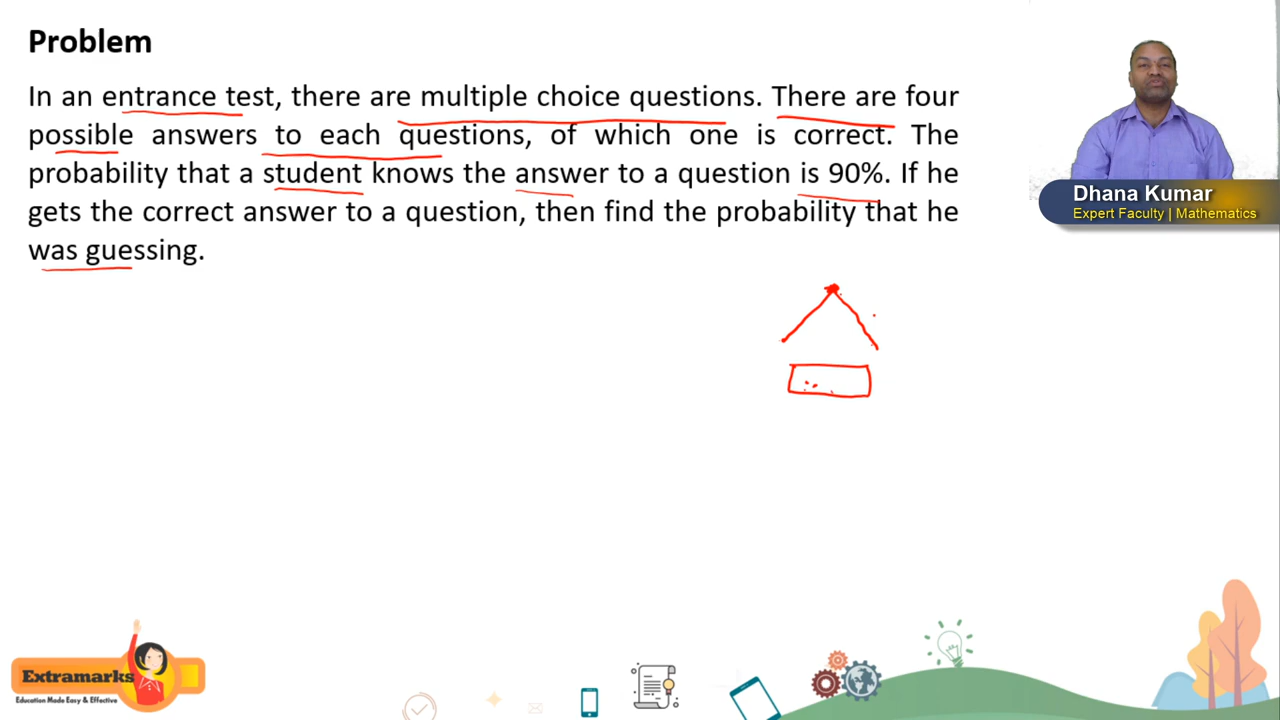 Problem
In an entrance test, there are multiple choice questions. There are four
possible answers to each questions, of which one is correct. The
probability that a student knows the answer to a question is 90%. If he
gets the correct answer to a question, then find the probability that he
was guessing.
Dhana Kumar
Expert Faculty | Mathematics
Extramarks
Education Made Easy & Effective